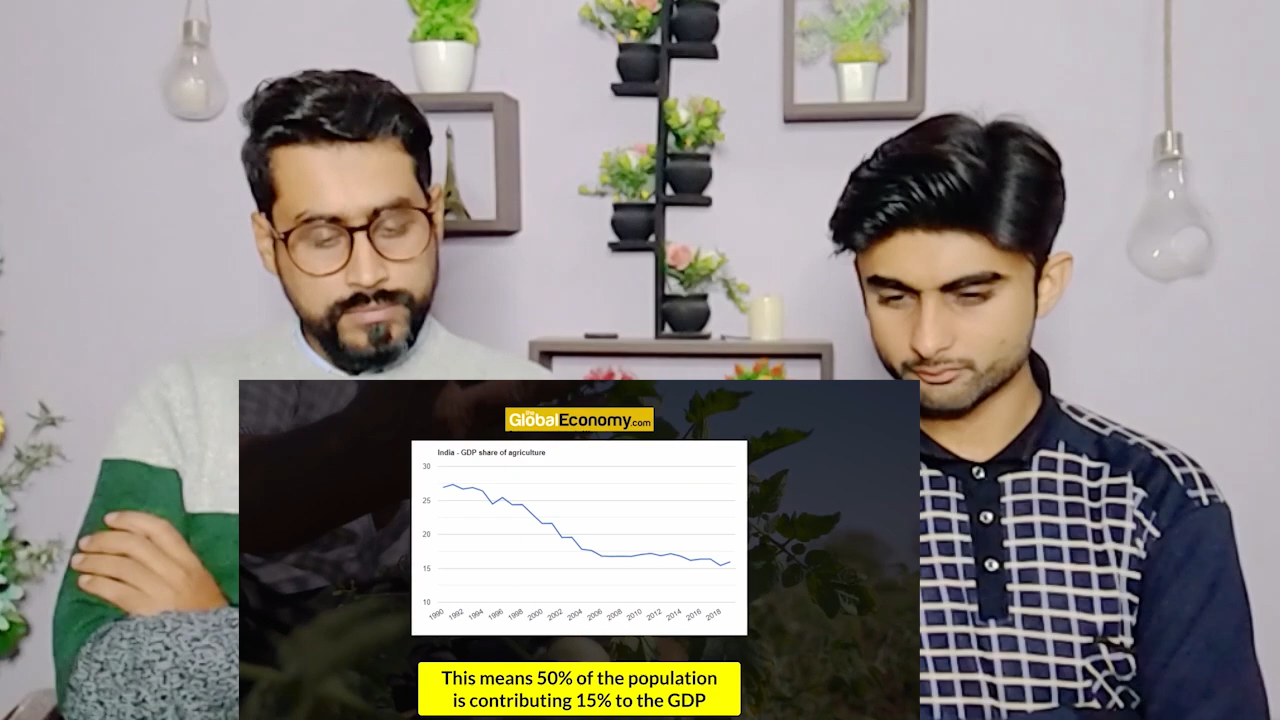 the
GlobalEconomy.com
India - GDP share of agriculture
30
25
20
15
10
1990 1992 1994 1996 1998 2000 2002 2004 2006 2008 2010 2012 2014 2016 2018
This means 50% of the population
is contributing 15% to the GDP